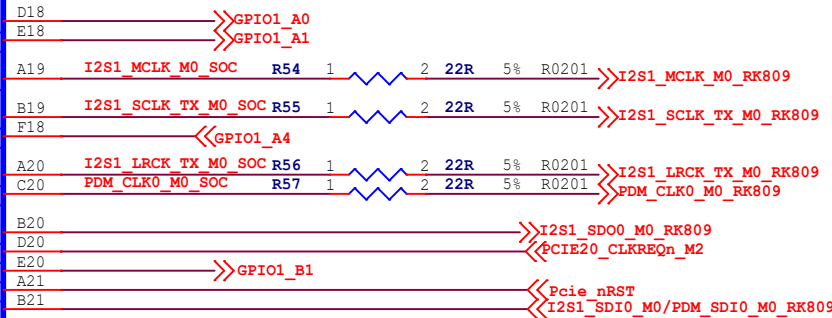 D18 GPIO1_A0
E18 GPIO1_A1
A19 I2S1_MCLK_M0_SOC R54 1 2 22R 5% R0201 I2S1_MCLK_M0_RK809
B19 I2S1_SCLK_TX_M0_SOC R55 1 2 22R 5% R0201 I2S1_SCLK_TX_M0_RK809
F18 GPIO1_A4
A20 I2S1_LRCK_TX_M0_SOC R56 1 2 22R 5% R0201 I2S1_LRCK_TX_M0_RK809
C20 PDM_CLK0_M0_SOC R57 1 2 22R 5% R0201 PDM_CLK0_M0_RK809
B20 I2S1_SDO0_M0_RK809
D20 PCIE20_CLKREQn_M2
E20 GPIO1_B1
A21 Pcie_nRST
B21 I2S1_SDI0_M0/PDM_SDI0_M0_RK809